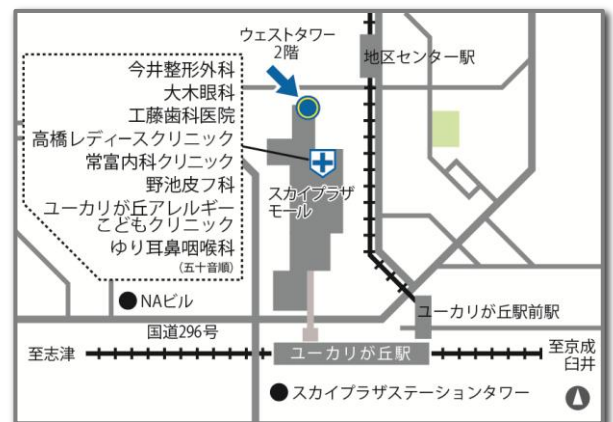 ウェストタワー
2階
地区センター駅
今井整形外科
大木眼科
工藤歯科医院
高橋レディースクリニック
常富内科クリニック
野池皮フ科
ユーカリが丘アレルギー
こどもクリニック
ゆり耳鼻咽喉科
(五十音順)
スカイプラザ
モール
NAビル
ユーカリが丘駅前駅
国道296号
至志津
ユーカリが丘駅
至京成
臼井
スカイプラザステーションタワー